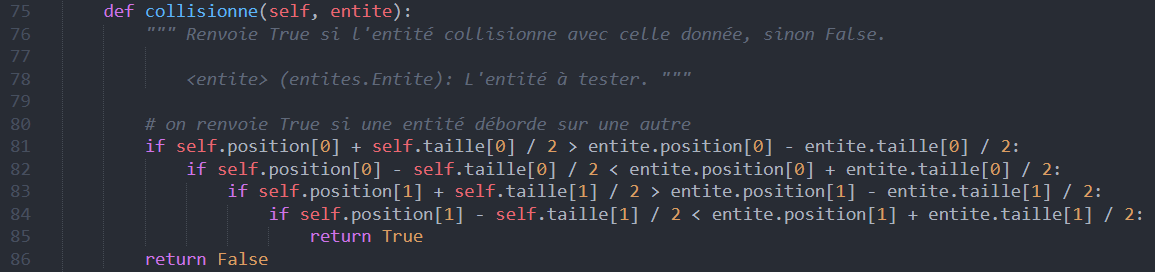 75 def collisionne(self, entite):
76 """ Renvoie True si l'entité collisionne avec celle donnée, sinon False.
77
78 <entite> (entites.Entite): L'entité à tester. """
79
80 # on renvoie True si une entité déborde sur une autre
81 if self.position[0] + self.taille[0] / 2 > entite.position[0] - entite.taille[0] / 2:
82 if self.position[0] - self.taille[0] / 2 < entite.position[0] + entite.taille[0] / 2:
83 if self.position[1] + self.taille[1] / 2 > entite.position[1] - entite.taille[1] / 2:
84 if self.position[1] - self.taille[1] / 2 < entite.position[1] + entite.taille[1] / 2:
85 return True
86 return False